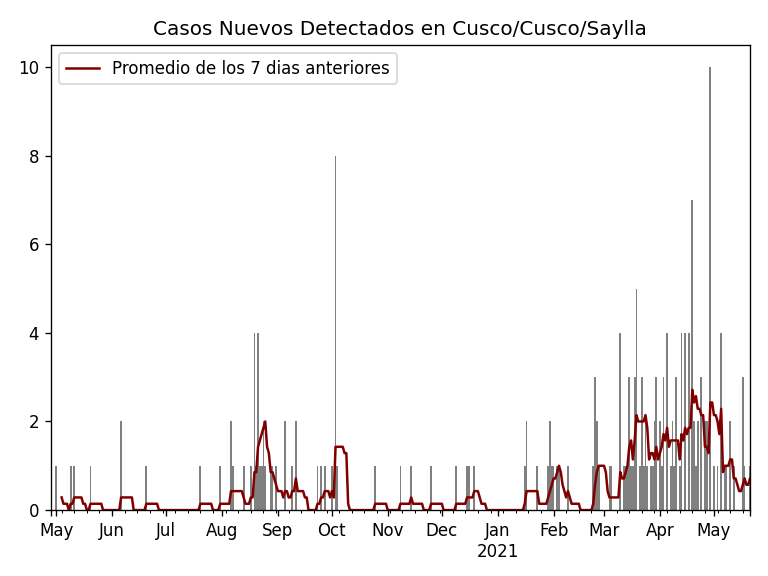 Casos Nuevos Detectados en Cusco/Cusco/Saylla
Promedio de los 7 dias anteriores
10
8
6
4
2
0
May Jun Jul Aug Sep Oct Nov Dec Jan Feb Mar Apr May
2021